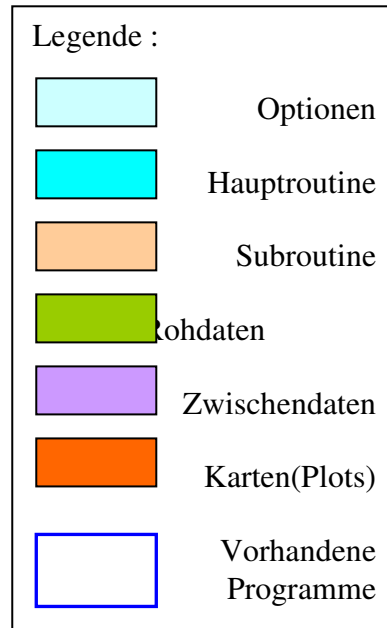 Legende :
Optionen
Hauptroutine
Subroutine
Rohdaten
Zwischendaten
Karten(Plots)
Vorhandene
Programme